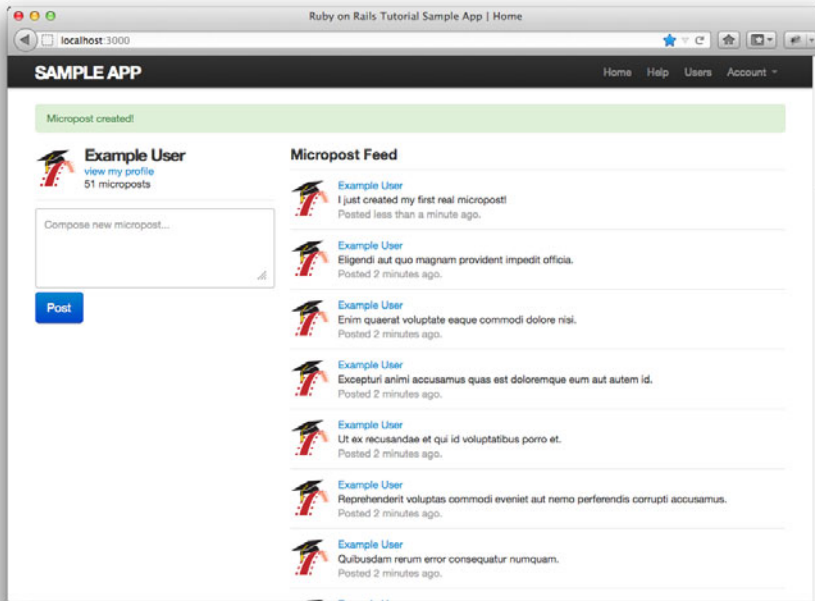 Ruby on Rails Tutorial Sample App | Home
localhost:3000
SAMPLE APP
Home Help Users Account
Micropost created!
Example User
view my profile
51 microposts
Compose new micropost...
Post
Micropost Feed
Example User
I just created my first real micropost!
Posted less than a minute ago.
Example User
Eligendi aut quo magnam provident impedit officia.
Posted 2 minutes ago.
Example User
Enim quaerat voluptate eaque commodi dolore nisi.
Posted 2 minutes ago.
Example User
Excepturi animi accusamus quas est doloremque eum aut autem id.
Posted 2 minutes ago.
Example User
Ut ex recusandae et qui id voluptatibus porro et.
Posted 2 minutes ago.
Example User
Reprehenderit voluptas commodi eveniet aut nemo perferendis corrupti accusamus.
Posted 2 minutes ago.
Example User
Quibusdam rerum error consequatur numquam.
Posted 2 minutes ago.